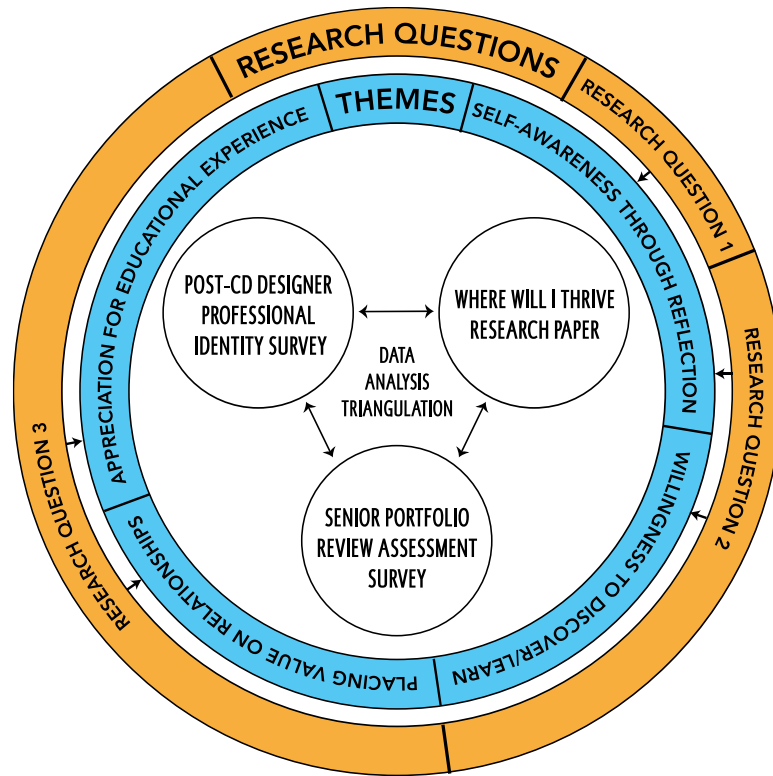 RESEARCH QUESTIONS
RESEARCH QUESTION 1
RESEARCH QUESTION 2
RESEARCH QUESTION 3
THEMES
SELF-AWARENESS THROUGH REFLECTION
WILLINGNESS TO DISCOVER/LEARN
PLACING VALUE ON RELATIONSHIPS
APPRECIATION FOR EDUCATIONAL EXPERIENCE
POST-CD DESIGNER
PROFESSIONAL
IDENTITY SURVEY
WHERE WILL I THRIVE
RESEARCH PAPER
DATA
ANALYSIS
TRIANGULATION
SENIOR PORTFOLIO
REVIEW ASSESSMENT
SURVEY